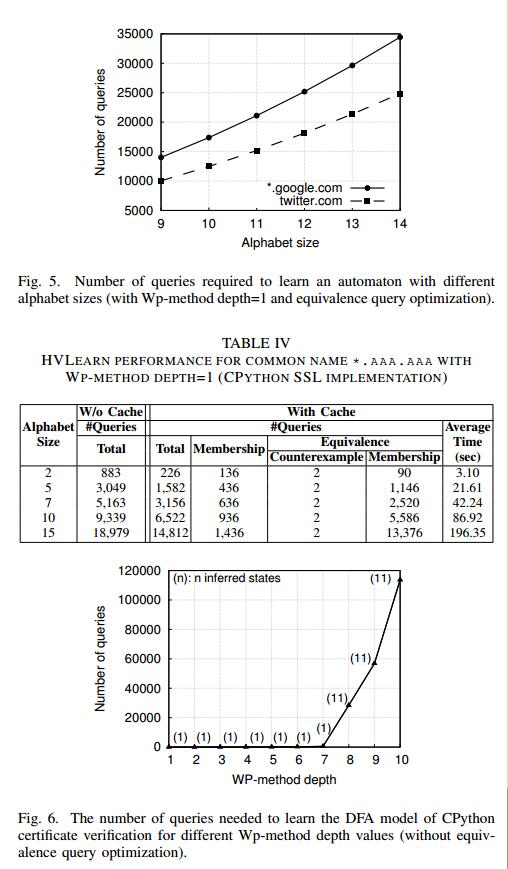 35000
30000
25000
20000
15000
10000
5000
Number of queries
*.google.com
twitter.com
9 10 11 12 13 14
Alphabet size
Fig. 5. Number of queries required to learn an automaton with different
alphabet sizes (with Wp-method depth=1 and equivalence query optimization).
TABLE IV
HVLEARN PERFORMANCE FOR COMMON NAME *.AAA.AAA WITH
WP-METHOD DEPTH=1 (CPYTHON SSL IMPLEMENTATION)
W/o Cache With Cache
Alphabet #Queries #Queries Average
Size Total Total Membership Equivalence Time
Counterexample Membership (sec)
2 883 226 136 2 90 3.10
5 3,049 1,582 436 2 1,146 21.61
7 5,163 3,156 636 2 2,520 42.24
10 9,339 6,522 936 2 5,586 86.92
15 18,979 14,812 1,436 2 13,376 196.35
120000
100000
80000
60000
40000
20000
0
Number of queries
(n): n inferred states
(1) (1) (1) (1) (1) (1) (1) (11) (11) (11)
1 2 3 4 5 6 7 8 9 10
WP-method depth
Fig. 6. The number of queries needed to learn the DFA model of CPython
certificate verification for different Wp-method depth values (without equiv-
alence query optimization).